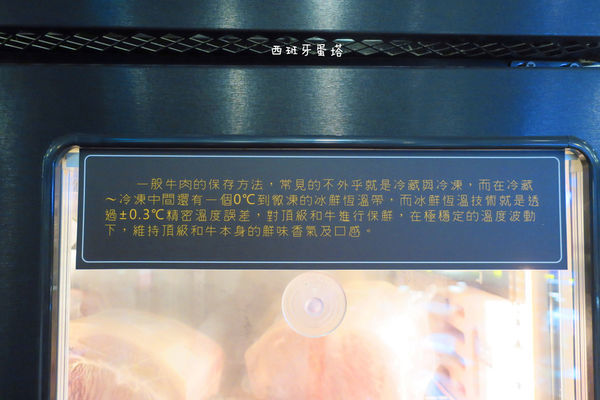 西班牙蛋塔
一般牛肉的保存方法，常見的不外乎就是冷藏與冷凍，而在冷藏
～冷凍中間還有一個0℃到微凍的冰鮮恆溫帶，而冰鮮恆溫技術就是透
過±0.3℃精密溫度誤差，對頂級和牛進行保鮮，在極穩定的溫度波動
下，維持頂級和牛本身的鮮味香氣及口感。